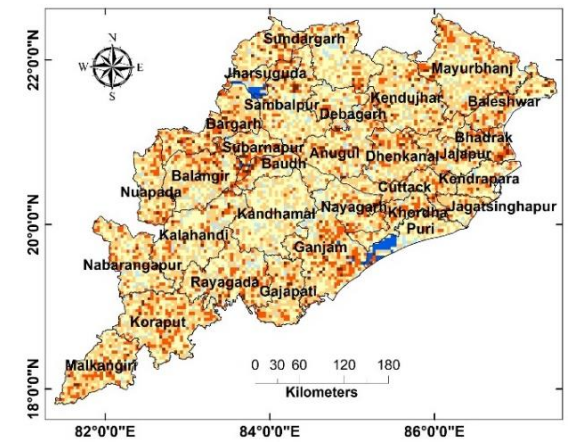 N
W E
S
22°0'0"N
20°0'0"N
18°0'0"N
Sundargarh
Jharsuguda
Mayurbhanj
Sambalpur
Kendujhar
Baleshwar
Debagarh
Bargarh
Bhadrak
Subarnapur
Anugul
Dhenkanal
Jajapur
Baudh
Balangir
Kendrapara
Cuttack
Nuapada
Nayagarh
Khordha
Jagatsinghapur
Kandhamal
Puri
Kalahandi
Ganjam
Nabarangapur
Rayagada
Gajapati
Koraput
Malkangiri
0 30 60 120 180
Kilometers
82°0'0"E 84°0'0"E 86°0'0"E